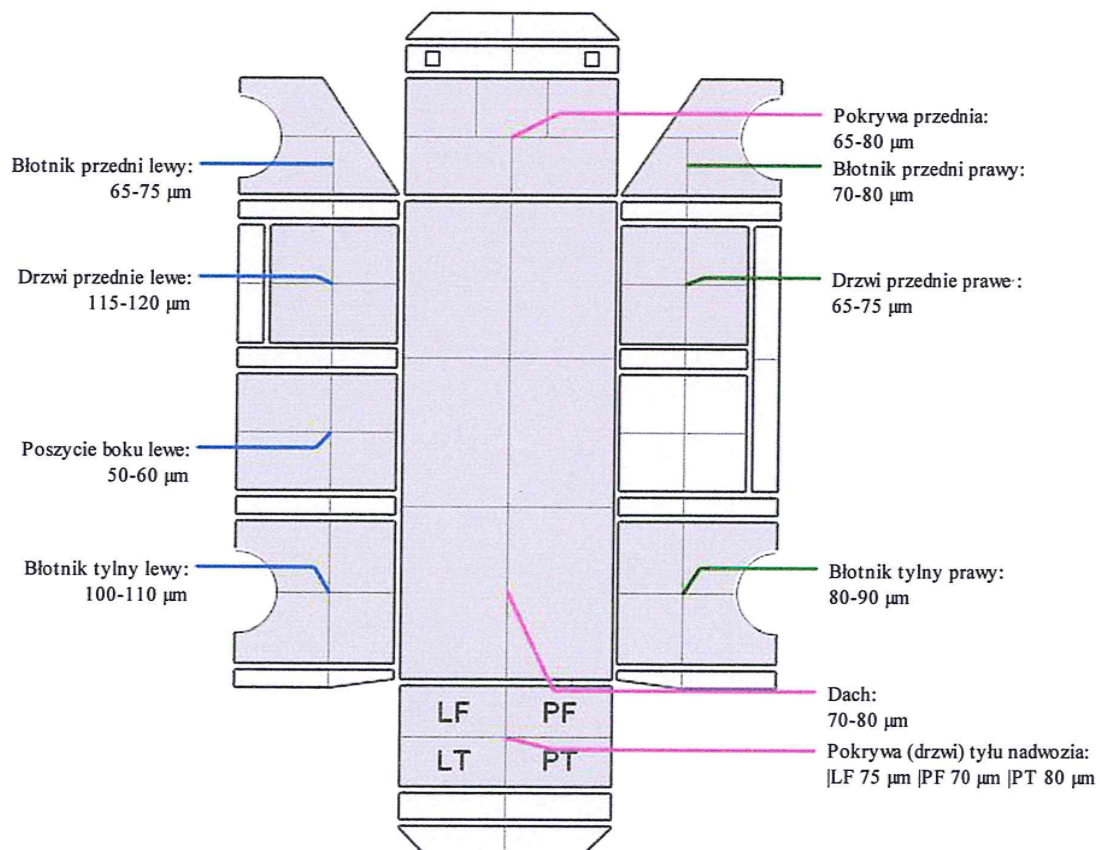 Pokrywa przednia:
65-80 µm
Błotnik przedni lewy:
65-75 µm
Błotnik przedni prawy:
70-80 µm
Drzwi przednie lewe:
115-120 µm
Drzwi przednie prawe :
65-75 µm
Poszycie boku lewe:
50-60 µm
Błotnik tylny lewy:
100-110 µm
Błotnik tylny prawy:
80-90 µm
Dach:
70-80 µm
LF PF
LT PT
Pokrywa (drzwi) tyłu nadwozia:
|LF 75 µm |PF 70 µm |PT 80 µm